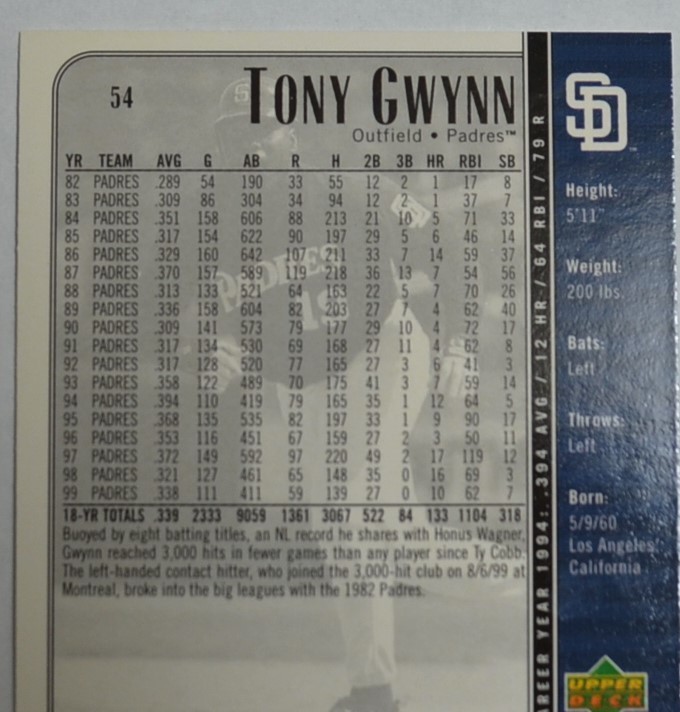 54
TONY GWYNN
Outfield • Padres™
YR TEAM AVG G AB R H 2B 3B HR RBI SB
82 PADRES .289 54 190 33 55 12 2 1 17 8
83 PADRES .309 86 304 34 94 12 2 1 37 7
84 PADRES .351 158 606 88 213 21 10 5 71 33
85 PADRES .317 154 622 90 197 29 5 6 46 14
86 PADRES .329 160 642 107 211 33 7 14 59 37
87 PADRES .370 157 589 119 218 36 13 7 54 56
88 PADRES .313 133 521 64 163 22 5 7 70 26
89 PADRES .336 158 604 82 203 27 7 4 62 40
90 PADRES .309 141 573 79 177 29 10 4 72 17
91 PADRES .317 134 530 69 168 27 11 4 62 8
92 PADRES .317 128 520 77 165 27 3 6 41 3
93 PADRES .358 122 489 70 175 41 3 7 59 14
94 PADRES .394 110 419 79 165 35 1 12 64 5
95 PADRES .368 135 535 82 197 33 1 9 90 17
96 PADRES .353 116 451 67 159 27 2 3 50 11
97 PADRES .372 149 592 97 220 49 2 17 119 12
98 PADRES .321 127 461 65 148 35 0 16 69 3
99 PADRES .338 111 411 59 139 27 0 10 62 7
18-YR TOTALS .339 2333 9059 1361 3067 522 84 133 1104 318
Buoyed by eight batting titles, an NL record he shares with Honus Wagner,
Gwynn reached 3,000 hits in fewer games than any player since Ty Cobb.
The left-handed contact hitter, who joined the 3,000-hit club on 8/6/99 at
Montreal, broke into the big leagues with the 1982 Padres.
AREER YEAR 1994: .394 AVG / 12 HR / 64 RBI / 79 R
SD
Height:
5'11"
Weight:
200 lbs.
Bats:
Left
Throws:
Left
Born:
5/9/60
Los Angeles,
California
UPPER
DECK
PADRES
19